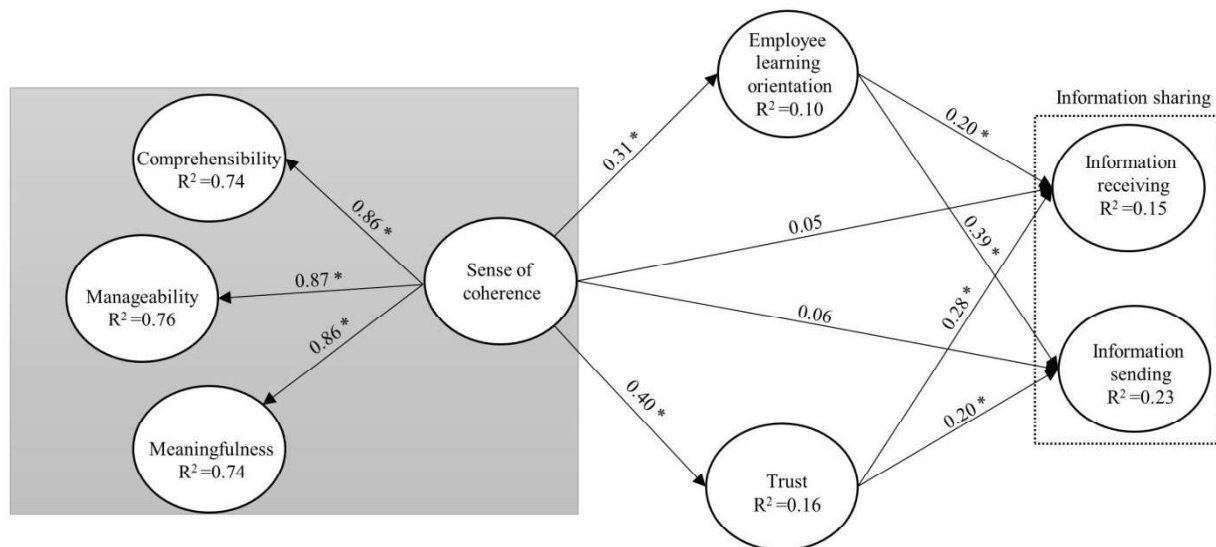 Employee
learning
orientation
R² =0.10
Information sharing
Comprehensibility
R² =0.74
0.31 *
0.20 *
Information
receiving
R² =0.15
0.86 *
0.05
0.39 *
Manageability
R² =0.76
0.87 *
Sense of
coherence
0.28 *
0.86 *
0.06
Information
sending
R² =0.23
0.40 *
0.20 *
Meaningfulness
R² =0.74
Trust
R² =0.16